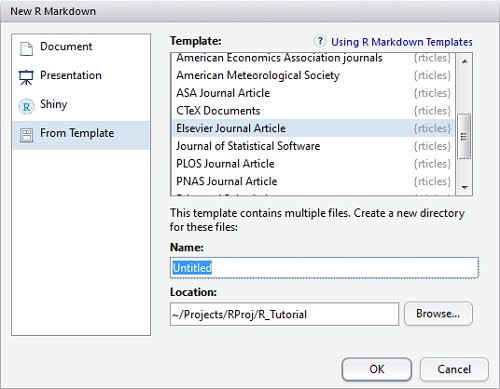 New R Markdown
Document
Presentation
Shiny
From Template
Template:
? Using R Markdown Templates
American Economics Association journals {rticles}
American Meteorological Society {rticles}
ASA Journal Article {rticles}
CTeX Documents {rticles}
Elsevier Journal Article {rticles}
Journal of Statistical Software {rticles}
PLOS Journal Article {rticles}
PNAS Journal Article {rticles}
This template contains multiple files. Create a new directory
for these files:
Name:
Untitled
Location:
~/Projects/RProj/R_Tutorial
Browse...
OK
Cancel